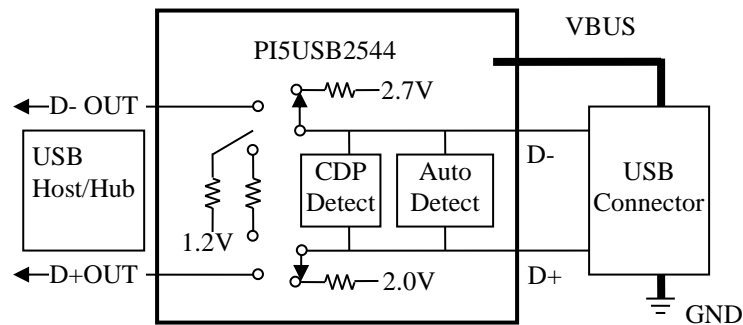 VBUS
PI5USB2544
D- OUT
2.7V
USB
Host/Hub
CDP
Detect
Auto
Detect
D-
USB
Connector
1.2V
D+OUT
2.0V
D+
GND